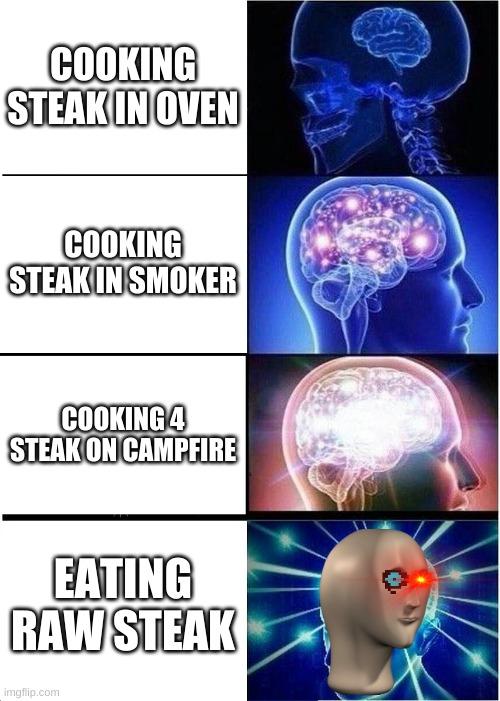 COOKING
STEAK IN OVEN
COOKING
STEAK IN SMOKER
COOKING 4
STEAK ON CAMPFIRE
EATING
RAW STEAK
imgflip.com